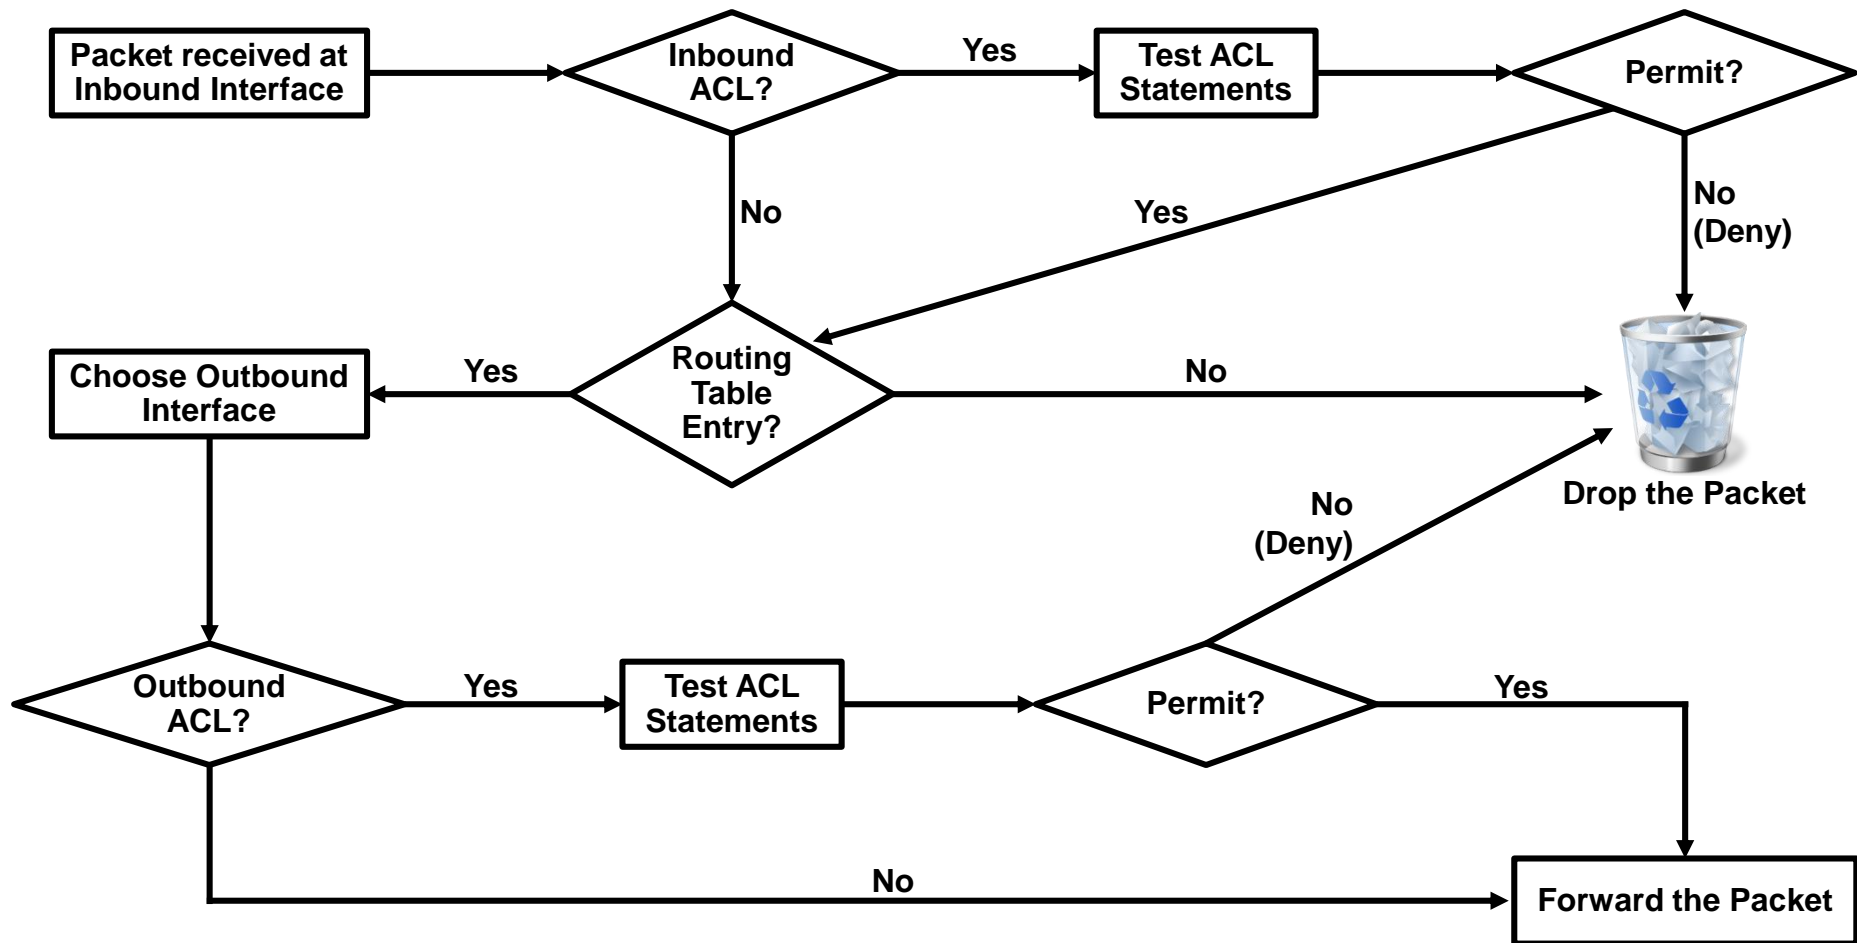 Packet received at
Inbound Interface
Inbound
ACL?
Yes
Test ACL
Statements
Permit?
No
Yes
No
(Deny)
Choose Outbound
Interface
Yes
Routing
Table
Entry?
No
Drop the Packet
No
(Deny)
Outbound
ACL?
Yes
Test ACL
Statements
Permit?
Yes
No
Forward the Packet